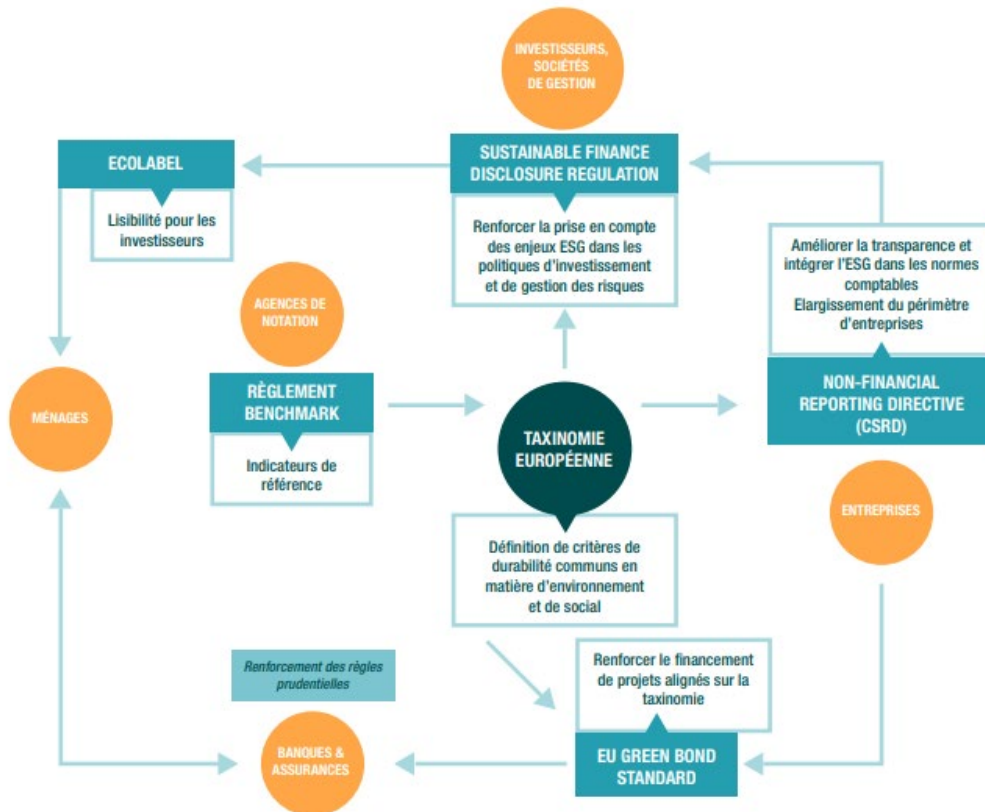 INVESTISSEURS,
SOCIÉTÉS
DE GESTION
ECOLABEL
Lisibilité pour les
investisseurs
SUSTAINABLE FINANCE
DISCLOSURE REGULATION
Renforcer la prise en compte
des enjeux ESG dans les
politiques d'investissement
et de gestion des risques
Améliorer la transparence et
intégrer l'ESG dans les normes
comptables
Elargissement du périmètre
d'entreprises
NON-FINANCIAL
REPORTING DIRECTIVE
(CSRD)
AGENCES DE
NOTATION
RÈGLEMENT
BENCHMARK
Indicateurs de
référence
MÉNAGES
TAXINOMIE
EUROPÉENNE
Définition de critères de
durabilité communs en
matière d'environnement
et de social
ENTREPRISES
Renforcement des règles
prudentielles
BANQUES &
ASSURANCES
Renforcer le financement
de projets alignés sur la
taxinomie
EU GREEN BOND
STANDARD